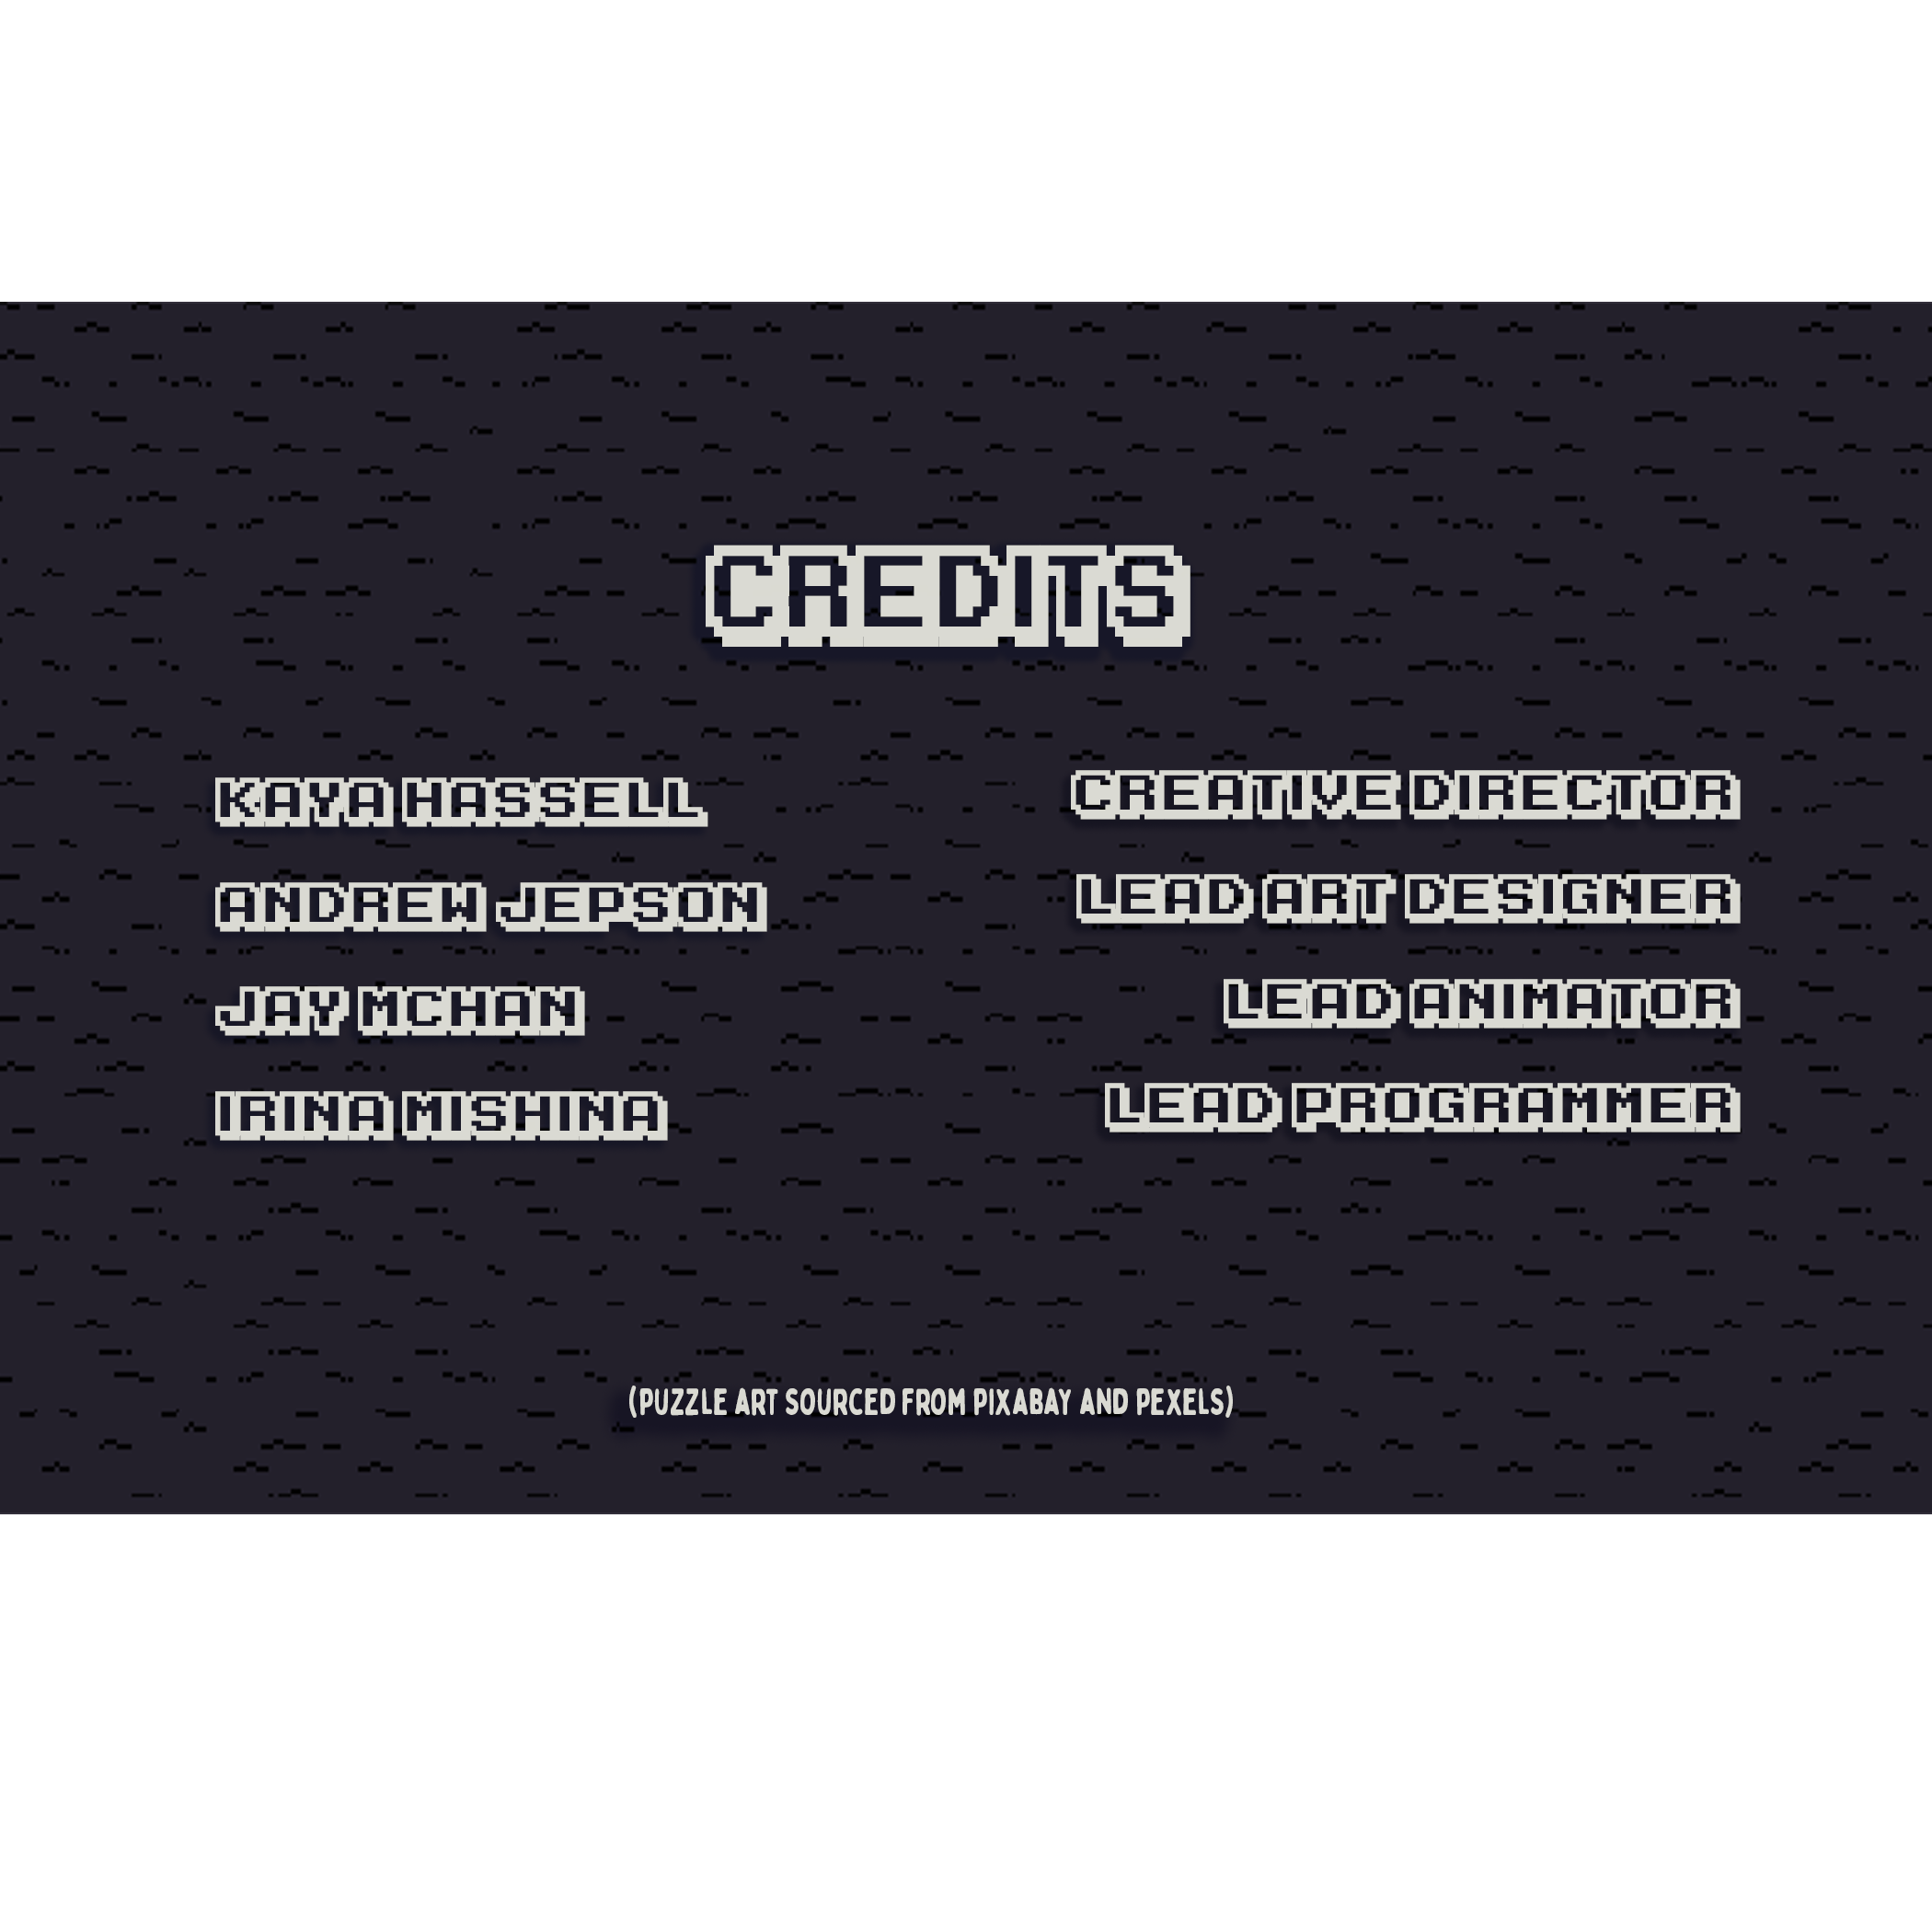 CREDITS
KAYA HASSELL CREATIVE DIRECTOR
ANDREW JEPSON LEAD ART DESIGNER
JAY MCHAN LEAD ANIMATOR
IRINA MISHINA LEAD PROGRAMMER
(PUZZLE ART SOURCED FROM PIXABAY AND PEXELS)